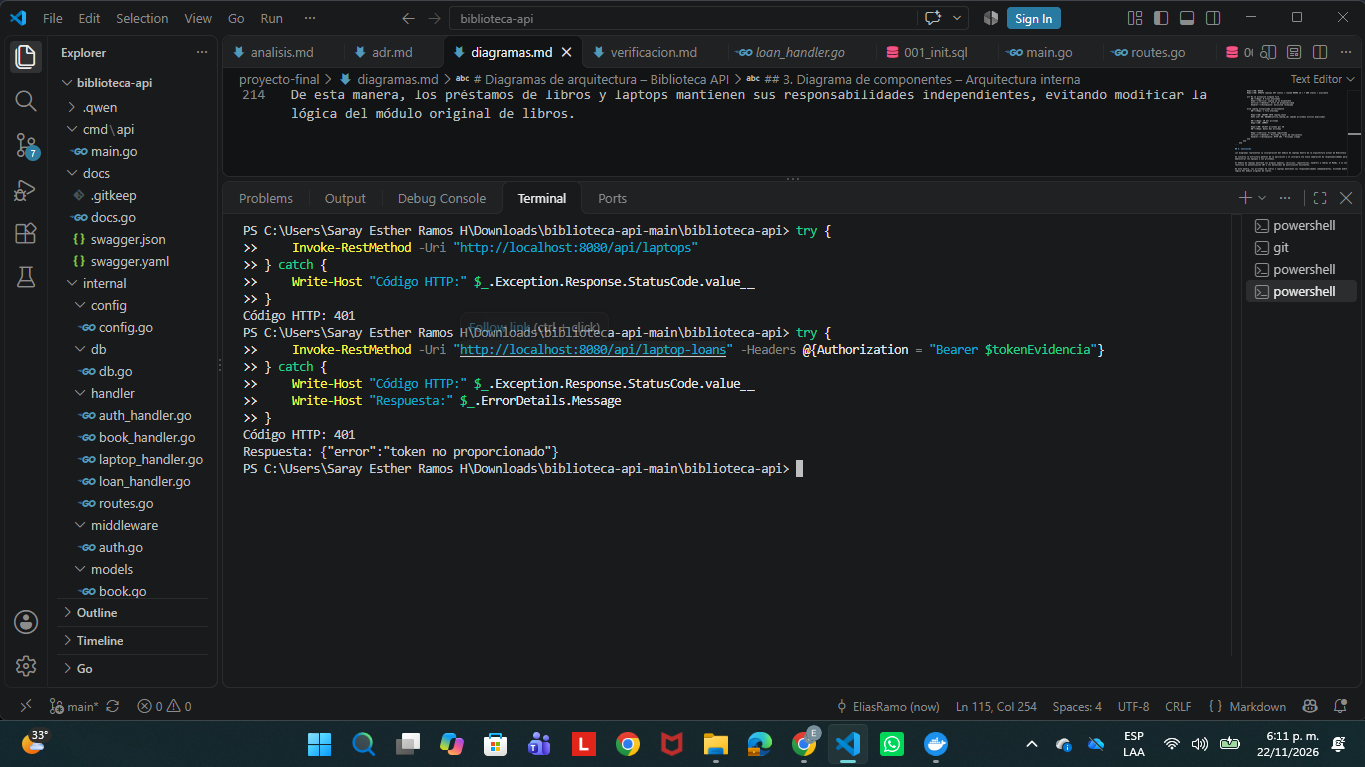 File Edit Selection View Go Run ··· biblioteca-api Sign In
Explorer ···
analisis.md adr.md diagramas.md verificacion.md loan_handler.go 001_init.sql main.go routes.go
proyecto-final > diagramas.md > # Diagramas de arquitectura – Biblioteca API > ## 3. Diagrama de componentes – Arquitectura interna Text Editor
214 De esta manera, los préstamos de libros y laptops mantienen sus responsabilidades independientes, evitando modificar la
lógica del módulo original de libros.
biblioteca-api
.qwen
cmd \ api
main.go
docs
.gitkeep
docs.go
swagger.json
swagger.yaml
internal
config
config.go
db
db.go
handler
auth_handler.go
book_handler.go
laptop_handler.go
loan_handler.go
routes.go
middleware
auth.go
models
book.go
Outline
Timeline
Go
7
Problems Output Debug Console Terminal Ports
PS C:\Users\Saray Esther Ramos H\Downloads\biblioteca-api-main\biblioteca-api> try {
>> Invoke-RestMethod -Uri "http://localhost:8080/api/laptops"
>> } catch {
>> Write-Host "Código HTTP:" $_.Exception.Response.StatusCode.value__
>> }
Código HTTP: 401
Follow link (ctrl + click)
PS C:\Users\Saray Esther Ramos H\Downloads\biblioteca-api-main\biblioteca-api> try {
>> Invoke-RestMethod -Uri "http://localhost:8080/api/laptop-loans" -Headers @{Authorization = "Bearer $tokenEvidencia"}
>> } catch {
>> Write-Host "Código HTTP:" $_.Exception.Response.StatusCode.value__
>> Write-Host "Respuesta:" $_.ErrorDetails.Message
>> }
Código HTTP: 401
Respuesta: {"error":"token no proporcionado"}
PS C:\Users\Saray Esther Ramos H\Downloads\biblioteca-api-main\biblioteca-api>
powershell
git
powershell
powershell
main* 0 0 EliasRamo (now) Ln 115, Col 254 Spaces: 4 UTF-8 CRLF { } Markdown
33°
L
E
ESP
LAA
6:11 p. m.
22/11/2026